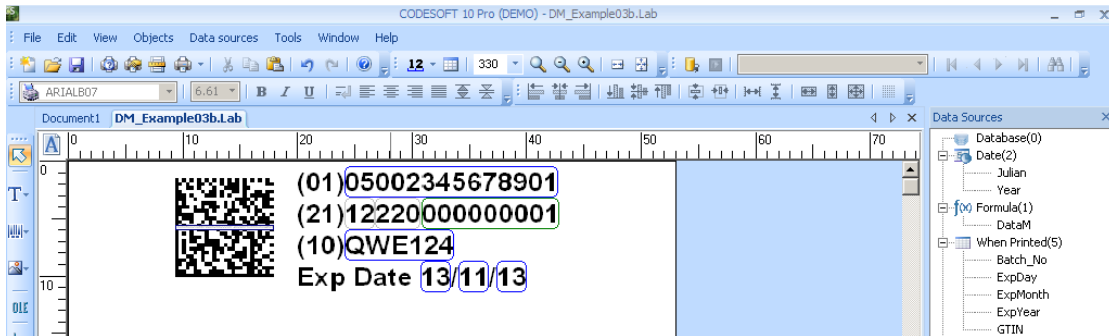 CODESOFT 10 Pro (DEMO) - DM_Example03b.Lab
File Edit View Objects Data sources Tools Window Help
12 330
ARIALB07 6.61 B I U
Document1 DM_Example03b.Lab Data Sources
A 0 10 20 30 40 50 60 70
Database(0)
0
Date(2)
Julian
(01)05002345678901
Year
T
(21)12220000000001
f(x) Formula(1)
DataM
(10)QWE124
When Printed(5)
Batch_No
Exp Date 13/11/13
ExpDay
10
ExpMonth
OLE
ExpYear
GTIN